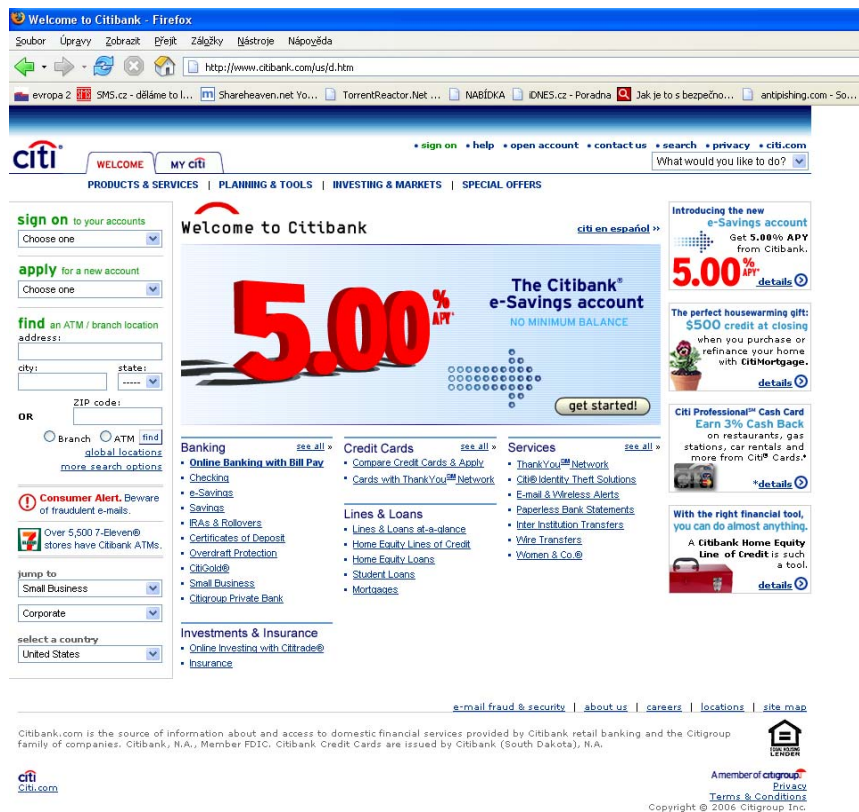 Welcome to Citibank - Firefox
Soubor Úpravy Zobrazit Přejít Záložky Nástroje Nápověda
http://www.citibank.com/us/d.htm
evropa 2 SMS.cz - děláme to l... Shareheaven.net Yo... TorrentReactor.Net ... NABÍDKA iDNES.cz - Poradna Jak je to s bezpečno... antipishing.com - So...
citi
WELCOME MY citi
sign on help open account contact us search privacy citi.com
What would you like to do?
PRODUCTS & SERVICES | PLANNING & TOOLS | INVESTING & MARKETS | SPECIAL OFFERS
sign on to your accounts
Choose one
apply for a new account
Choose one
find an ATM / branch location
address:
city: state:
-----
ZIP code:
OR
Branch ATM find
global locations
more search options
Consumer Alert. Beware
of fraudulent e-mails.
Over 5,500 7-Eleven®
stores have Citibank ATMs.
jump to
Small Business
Corporate
select a country
United States
Welcome to Citibank
citi en español »
5.00% APY*
The Citibank®
e-Savings account
NO MINIMUM BALANCE
get started!
Banking see all »
Online Banking with Bill Pay
Checking
e-Savings
Savings
IRAs & Rollovers
Certificates of Deposit
Overdraft Protection
CitiGold®
Small Business
Citigroup Private Bank
Investments & Insurance
Online Investing with Cititrade®
Insurance
Credit Cards see all »
Compare Credit Cards & Apply
Cards with ThankYou℠ Network
Lines & Loans
Lines & Loans at-a-glance
Home Equity Lines of Credit
Home Equity Loans
Student Loans
Mortgages
Services see all »
ThankYou℠ Network
Citi® Identity Theft Solutions
E-mail & Wireless Alerts
Paperless Bank Statements
Inter Institution Transfers
Wire Transfers
Women & Co.®
Introducing the new
e-Savings account
Get 5.00% APY
from Citibank.
5.00% APY*
details
The perfect housewarming gift:
$500 credit at closing
when you purchase or
refinance your home
with CitiMortgage.
details
Citi Professional℠ Cash Card
Earn 3% Cash Back
on restaurants, gas
stations, car rentals and
more from Citi® Cards.*
*details
With the right financial tool,
you can do almost anything.
A Citibank Home Equity
Line of Credit is such
a tool.
details
e-mail fraud & security | about us | careers | locations | site map
Citibank.com is the source of information about and access to domestic financial services provided by Citibank retail banking and the Citigroup
family of companies. Citibank, N.A., Member FDIC. Citibank Credit Cards are issued by Citibank (South Dakota), N.A.
EQUAL HOUSING
LENDER
citi
Citi.com
A member of citigroup
Privacy
Terms & Conditions
Copyright © 2006 Citigroup Inc.